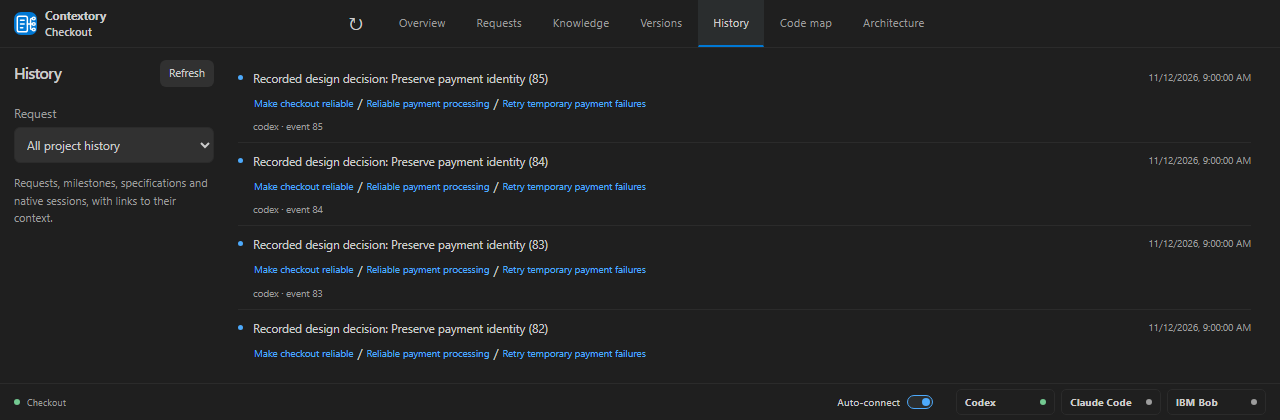 Contextory
Checkout
↻
Overview
Requests
Knowledge
Versions
History
Code map
Architecture
History
Refresh
Request
All project history
Requests, milestones, specifications and
native sessions, with links to their
context.
Recorded design decision: Preserve payment identity (85)
11/12/2026, 9:00:00 AM
Make checkout reliable / Reliable payment processing / Retry temporary payment failures
codex · event 85
Recorded design decision: Preserve payment identity (84)
11/12/2026, 9:00:00 AM
Make checkout reliable / Reliable payment processing / Retry temporary payment failures
codex · event 84
Recorded design decision: Preserve payment identity (83)
11/12/2026, 9:00:00 AM
Make checkout reliable / Reliable payment processing / Retry temporary payment failures
codex · event 83
Recorded design decision: Preserve payment identity (82)
11/12/2026, 9:00:00 AM
Make checkout reliable / Reliable payment processing / Retry temporary payment failures
Checkout
Auto-connect
Codex
Claude Code
IBM Bob